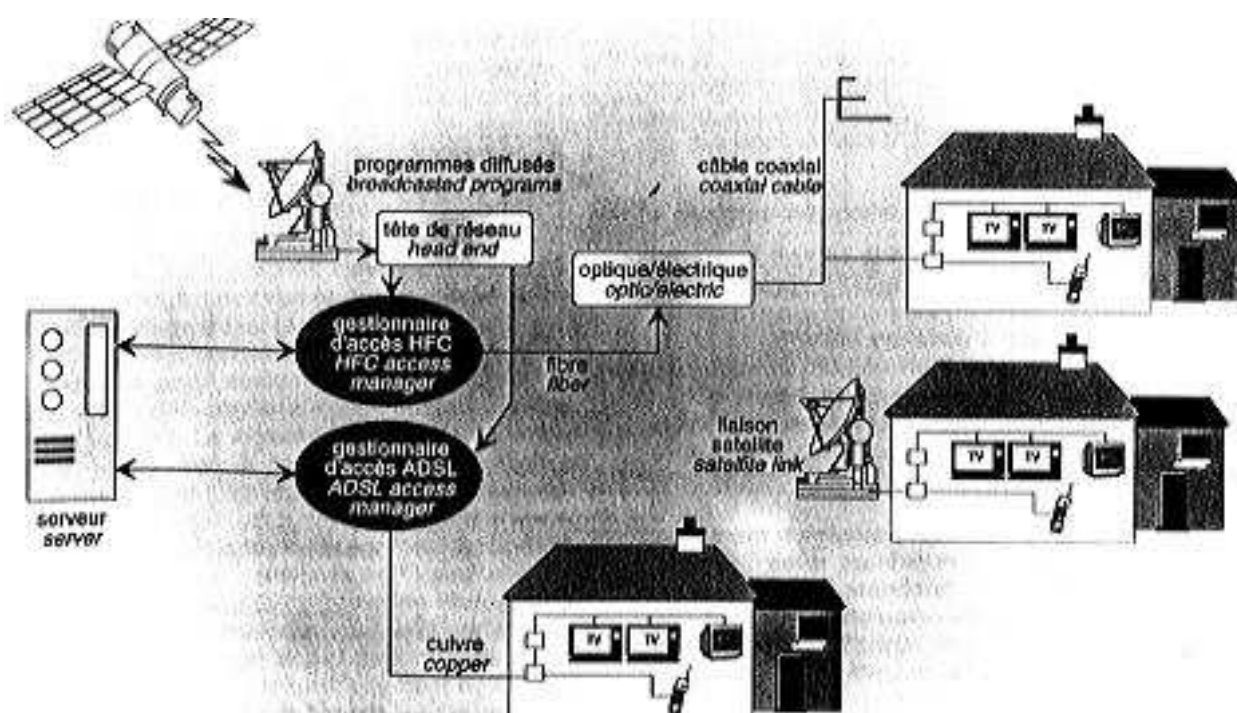 programmes diffusés
broadcasted programs
tête de réseau
head end
câble coaxial
coaxial cable
optique/électrique
optic/electric
gestionnaire
d'accès HFC
HFC access
manager
fibre
fiber
gestionnaire
d'accès ADSL
ADSL access
manager
liaison
satellite
satellite link
serveur
server
cuivre
copper
TV
TV
TV
TV
TV
TV